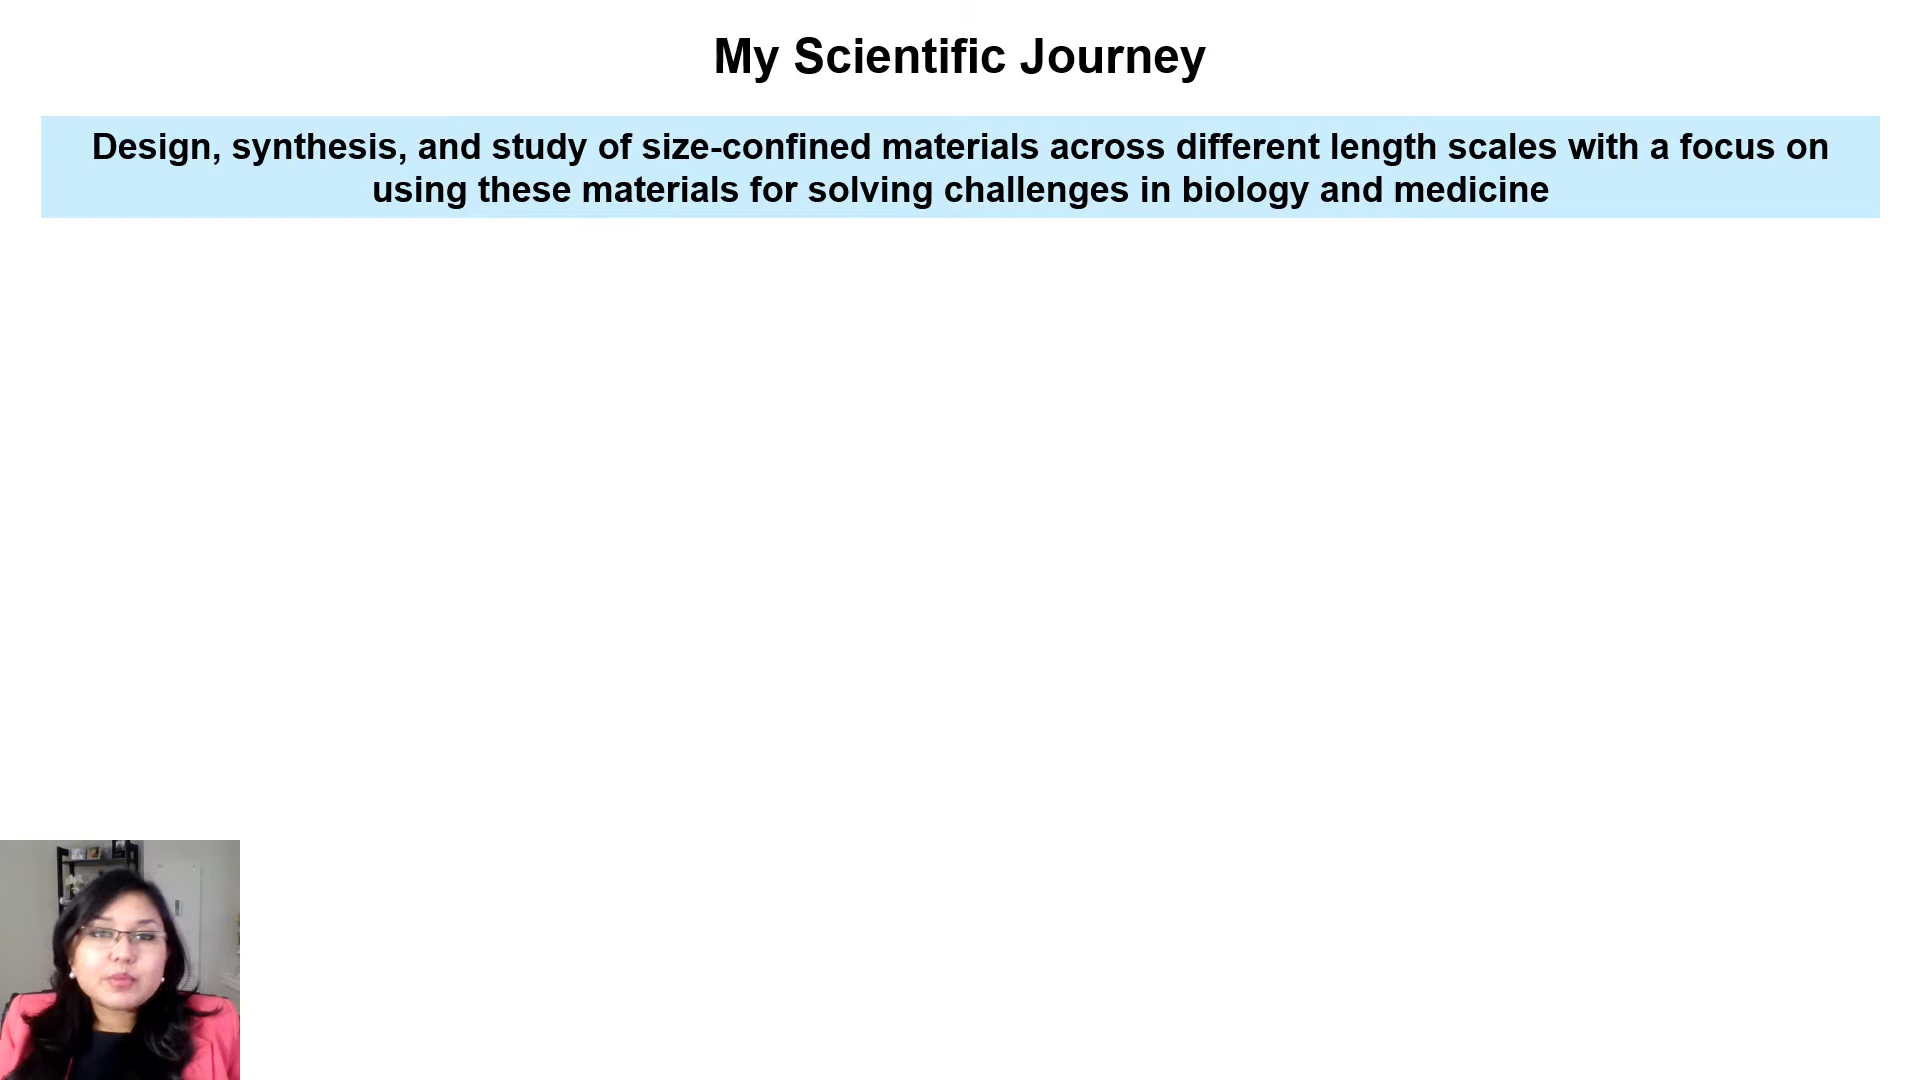 My Scientific Journey
Design, synthesis, and study of size-confined materials across different length scales with a focus on
using these materials for solving challenges in biology and medicine